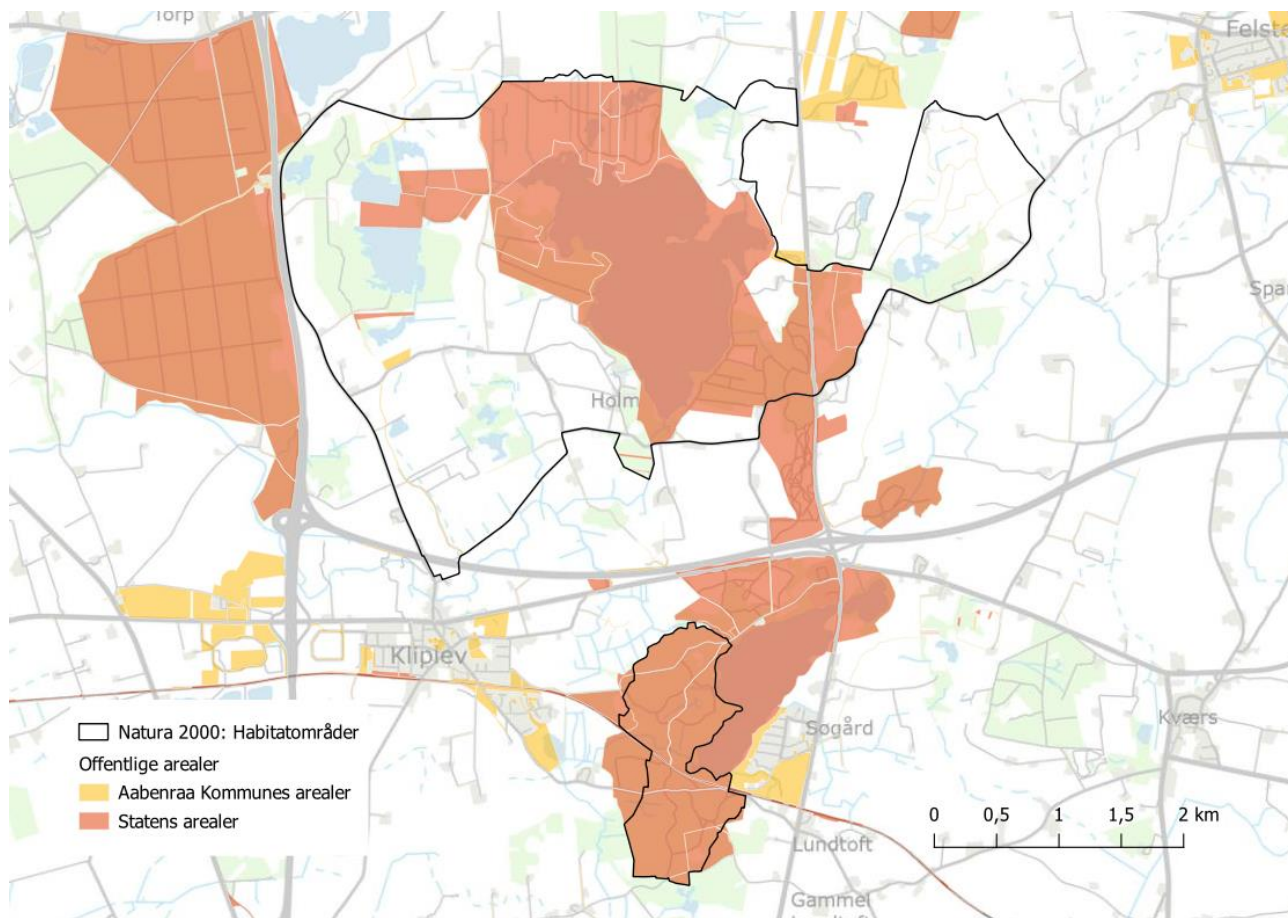 Torp
Felste
Spar
Holm
Kliplev
Søgård
Kværs
Natura 2000: Habitatområder
Offentlige arealer
Aabenraa Kommunes arealer
Statens arealer
0 0,5 1 1,5 2 km
Lundtoft
Gammel